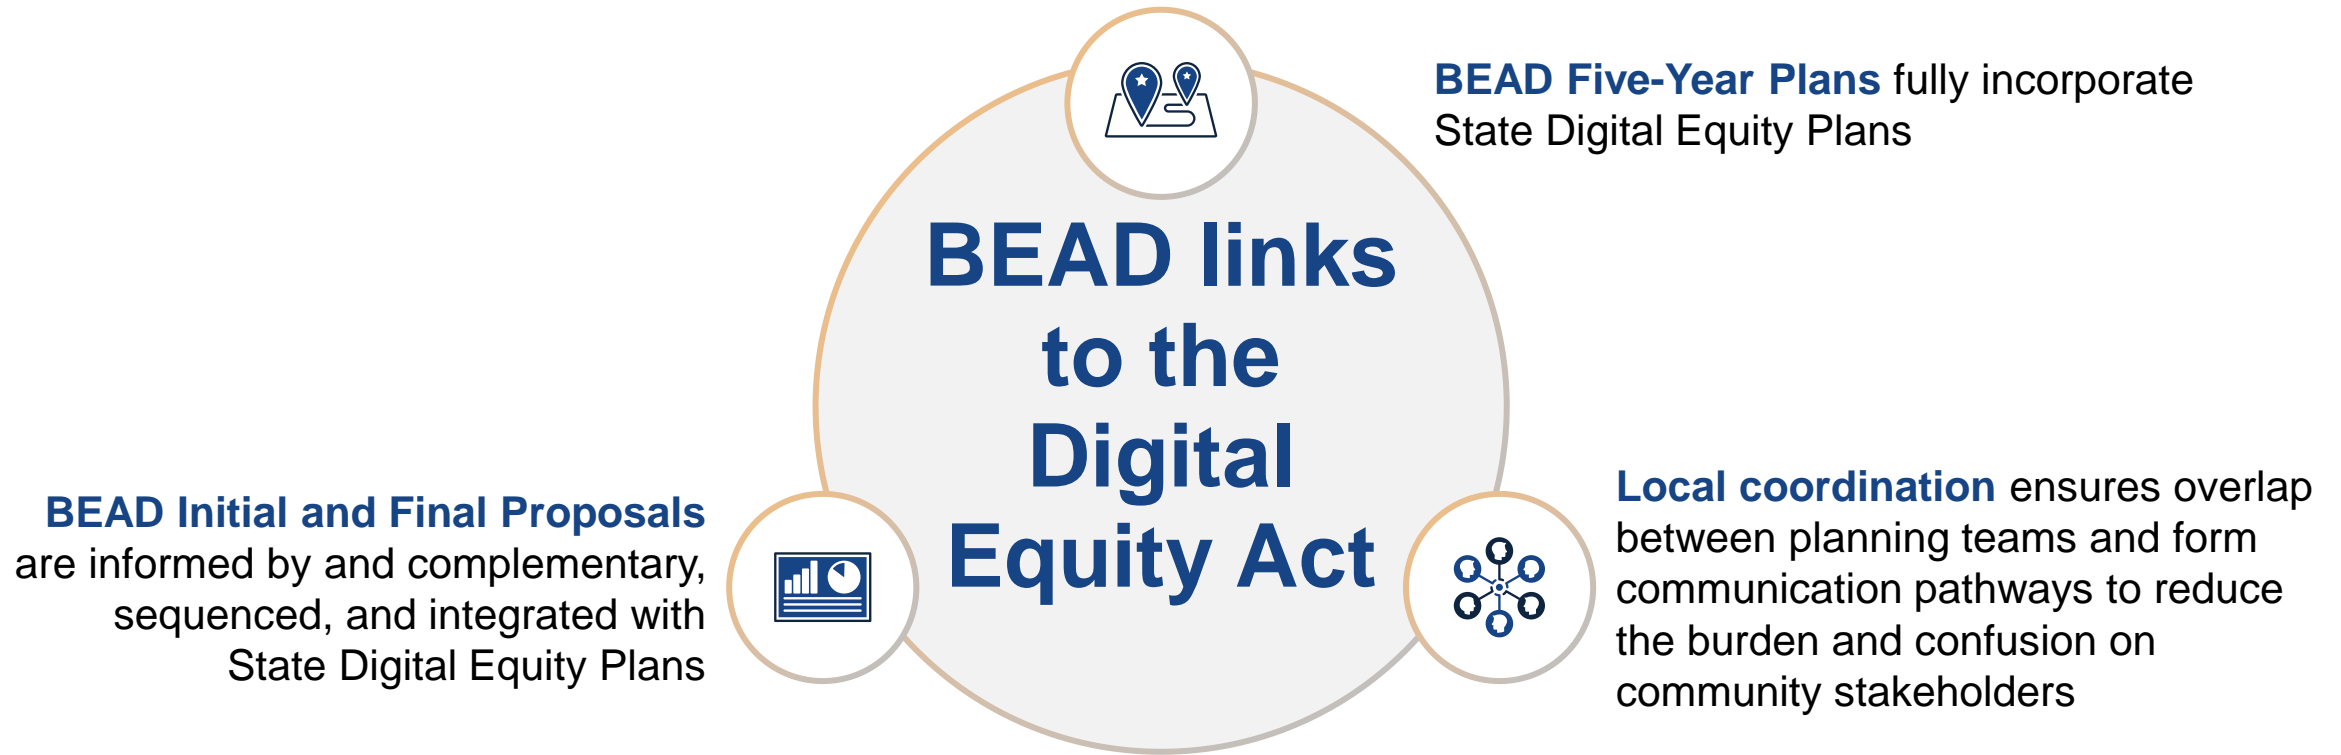 BEAD Five-Year Plans fully incorporate
State Digital Equity Plans
BEAD links
to the
Digital
Equity Act
BEAD Initial and Final Proposals
are informed by and complementary,
sequenced, and integrated with
State Digital Equity Plans
Local coordination ensures overlap
between planning teams and form
communication pathways to reduce
the burden and confusion on
community stakeholders